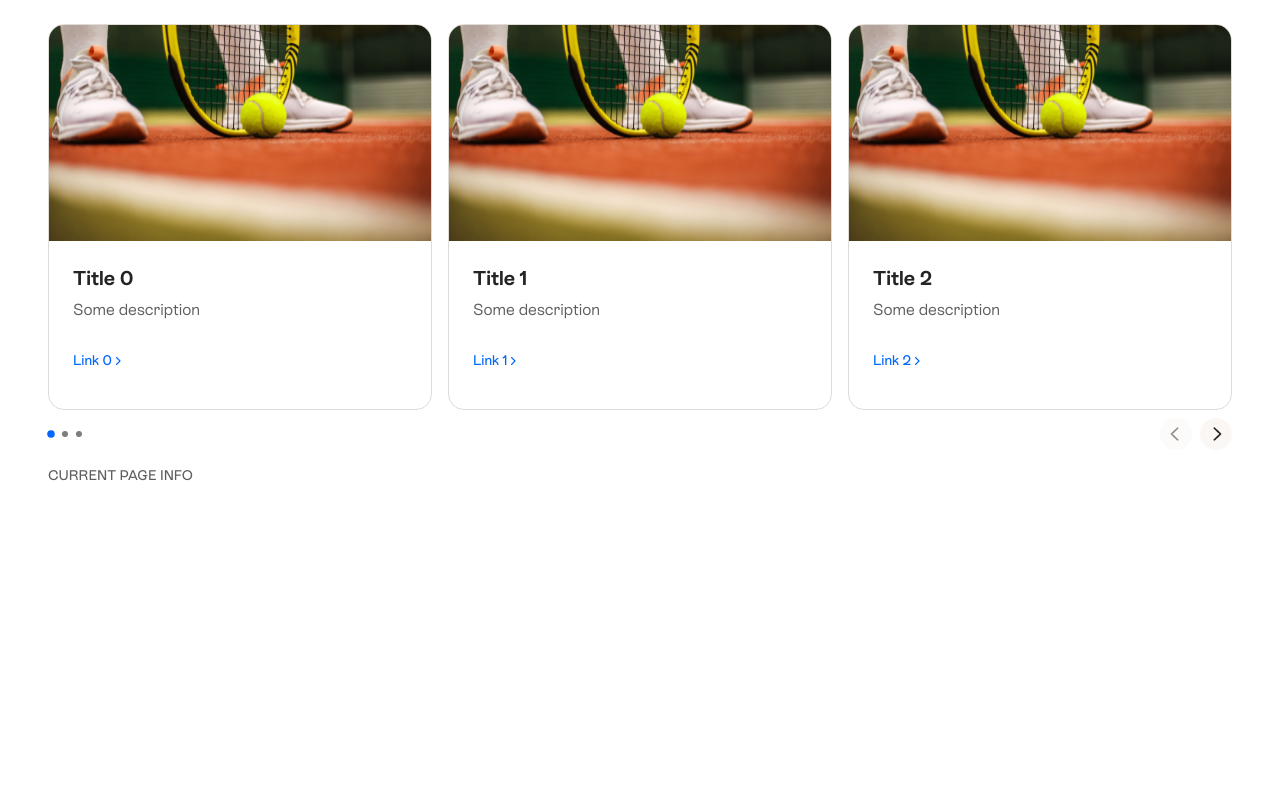 Title 0
Some description
Link 0
Title 1
Some description
Link 1
Title 2
Some description
Link 2
CURRENT PAGE INFO